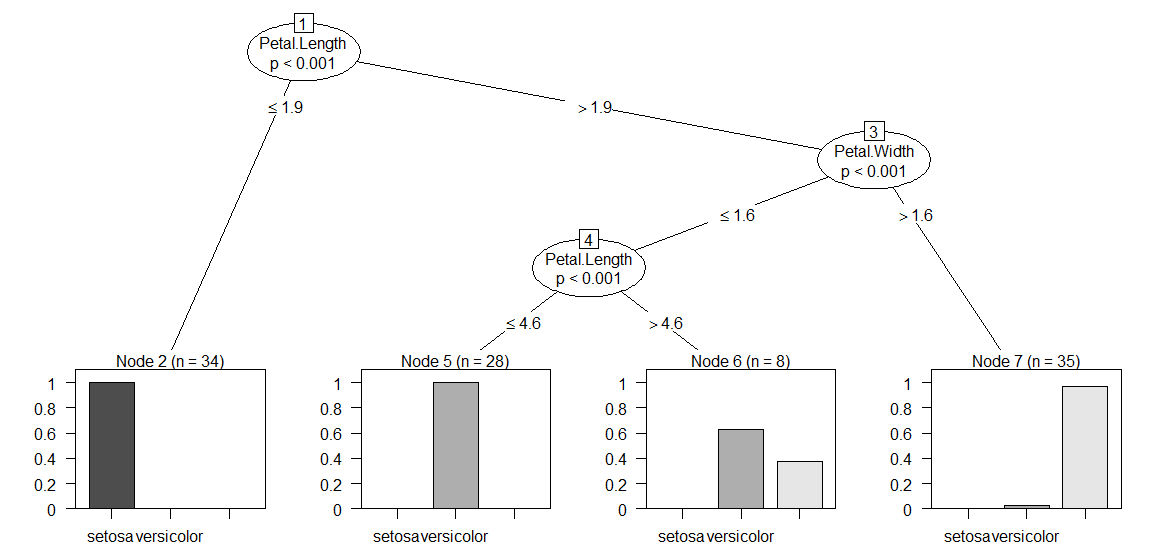 1
Petal.Length
p < 0.001
≤ 1.9
> 1.9
3
Petal.Width
p < 0.001
≤ 1.6
> 1.6
4
Petal.Length
p < 0.001
≤ 4.6
> 4.6
Node 2 (n = 34)
1
0.8
0.6
0.4
0.2
0
setosa versicolor
Node 5 (n = 28)
1
0.8
0.6
0.4
0.2
0
setosa versicolor
Node 6 (n = 8)
1
0.8
0.6
0.4
0.2
0
setosa versicolor
Node 7 (n = 35)
1
0.8
0.6
0.4
0.2
0
setosa versicolor